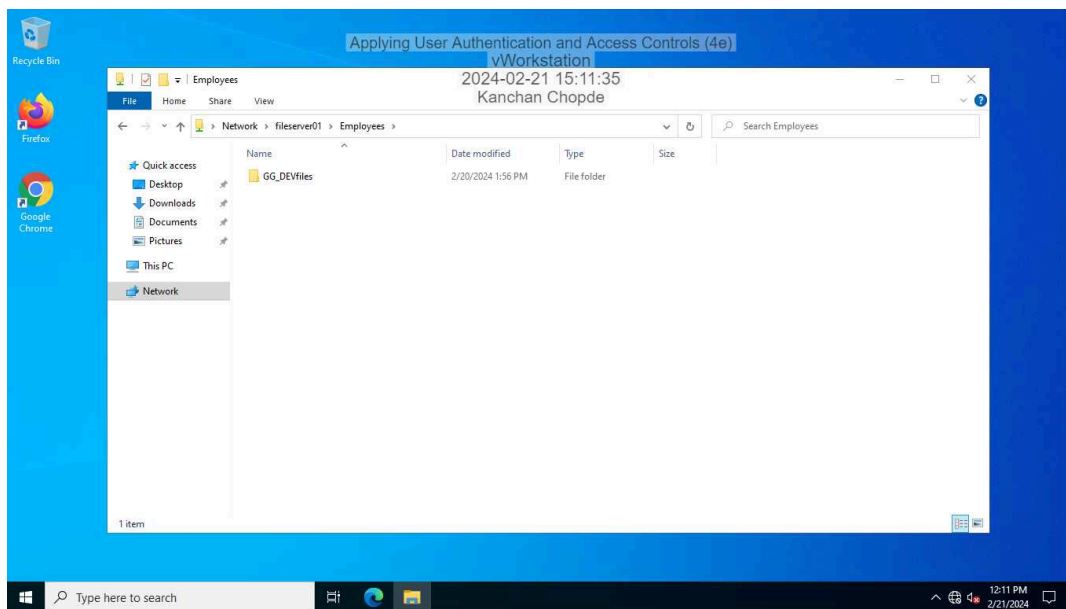 Recycle Bin
Applying User Authentication and Access Controls (4e)
vWorkstation
2024-02-21 15:11:35
Kanchan Chopde
Employees
File Home Share View
Network > fileserver01 > Employees >
Search Employees
Firefox
Name Date modified Type Size
GG_DEVfiles 2/20/2024 1:56 PM File folder
Quick access
Desktop
Downloads
Documents
Pictures
This PC
Network
Google
Chrome
1 item
Type here to search
12:11 PM
2/21/2024